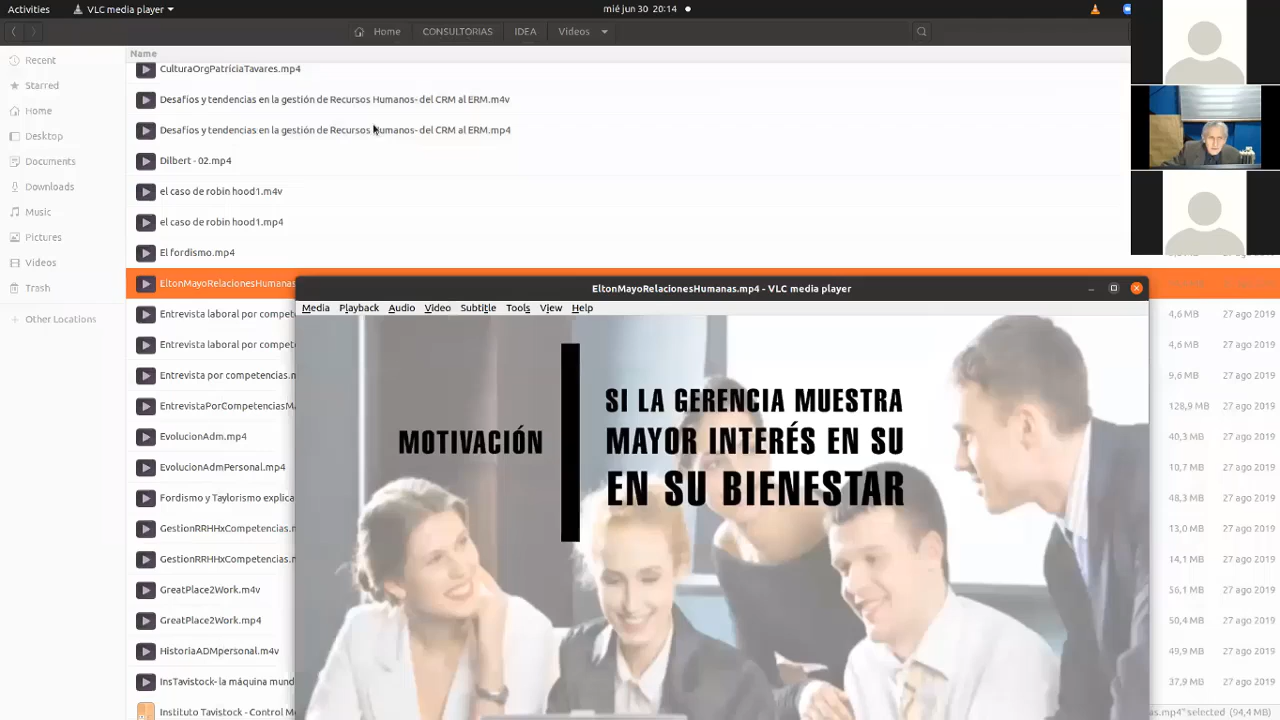 Activities
VLC media player
mié jun 30 20:14
Home
CONSULTORIAS
IDEA
Videos
Recent
Starred
Home
Desktop
Documents
Downloads
Music
Pictures
Videos
Trash
Other Locations
Name
CulturaOrgPatríciaTavares.mp4
Desafíos y tendencias en la gestión de Recursos Humanos- del CRM al ERM.m4v
Desafíos y tendencias en la gestión de Recursos Humanos- del CRM al ERM.mp4
Dilbert - 02.mp4
el caso de robin hood1.m4v
el caso de robin hood1.mp4
El fordismo.mp4
EltonMayoRelacionesHumanas
Entrevista laboral por compet 4,6 MB 27 ago 2019
Entrevista laboral por compet 4,6 MB 27 ago 2019
Entrevista por competencias.m 9,6 MB 27 ago 2019
EntrevistaPorCompetenciasM 128,9 MB 27 ago 2019
EvolucionAdm.mp4 40,3 MB 27 ago 2019
EvolucionAdmPersonal.mp4 10,7 MB 27 ago 2019
Fordismo y Taylorismo explica 48,3 MB 27 ago 2019
GestionRRHHxCompetencias.n 13,0 MB 27 ago 2019
GestionRRHHxCompetencias.n 14,1 MB 27 ago 2019
GreatPlace2Work.m4v 56,1 MB 27 ago 2019
GreatPlace2Work.mp4 50,4 MB 27 ago 2019
HistoriaADMpersonal.m4v 49,9 MB 27 ago 2019
InsTavistock- la máquina mund 37,9 MB 27 ago 2019
Instituto Tavistock - Control M
as.mp4" selected (94,4 MB)
EltonMayoRelacionesHumanas.mp4 - VLC media player
Media Playback Audio Video Subtitle Tools View Help
MOTIVACIÓN
SI LA GERENCIA MUESTRA
MAYOR INTERÉS EN SU
EN SU BIENESTAR